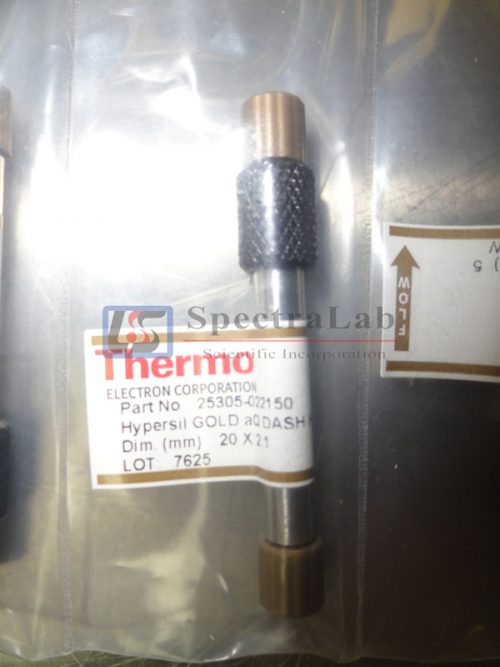 SpectraLab
Scientific Incorporation
Thermo
ELECTRON CORPORATION
Part No 25305-022150
Hypersil GOLD aQ DASH
Dim. (mm) 20 X 2.1
LOT: 7625
FLOW
) 5